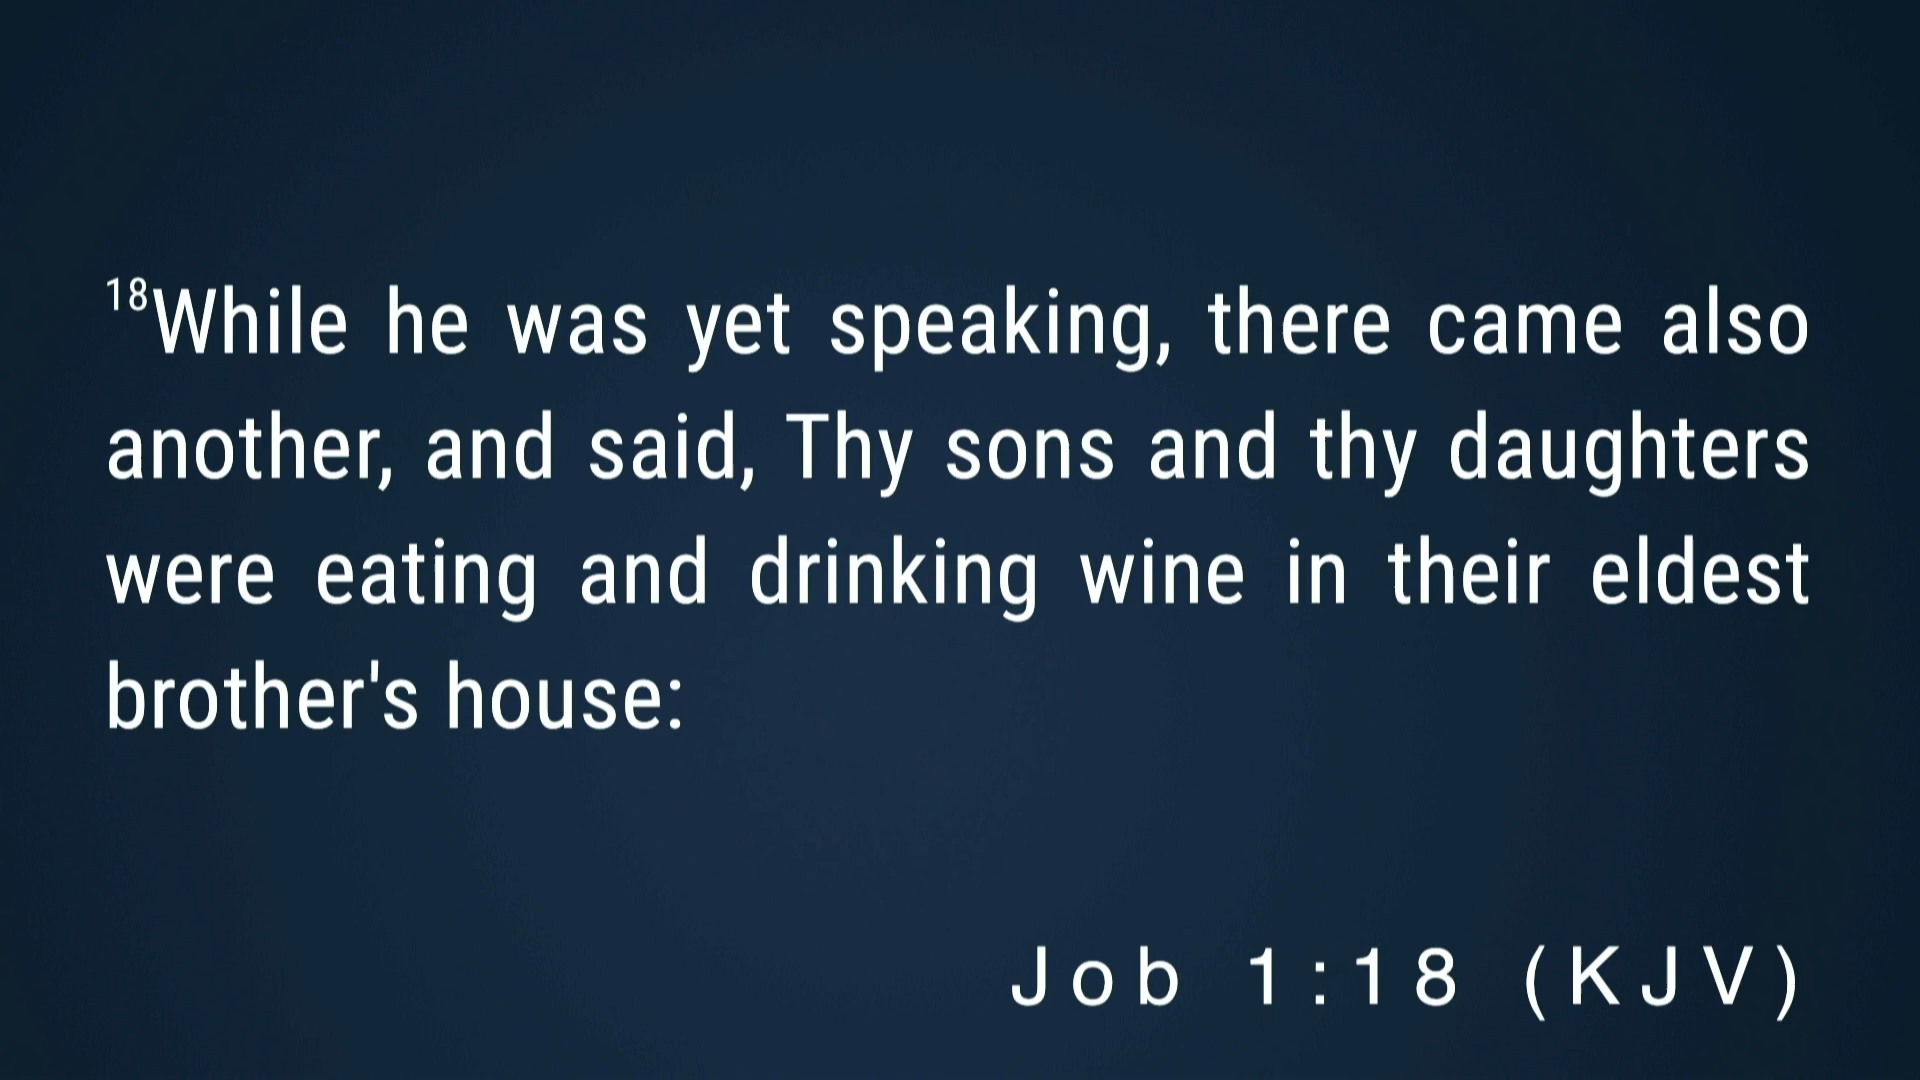 18While he was yet speaking, there came also
another, and said, Thy sons and thy daughters
were eating and drinking wine in their eldest
brother's house:
Job 1:18 (KJV)